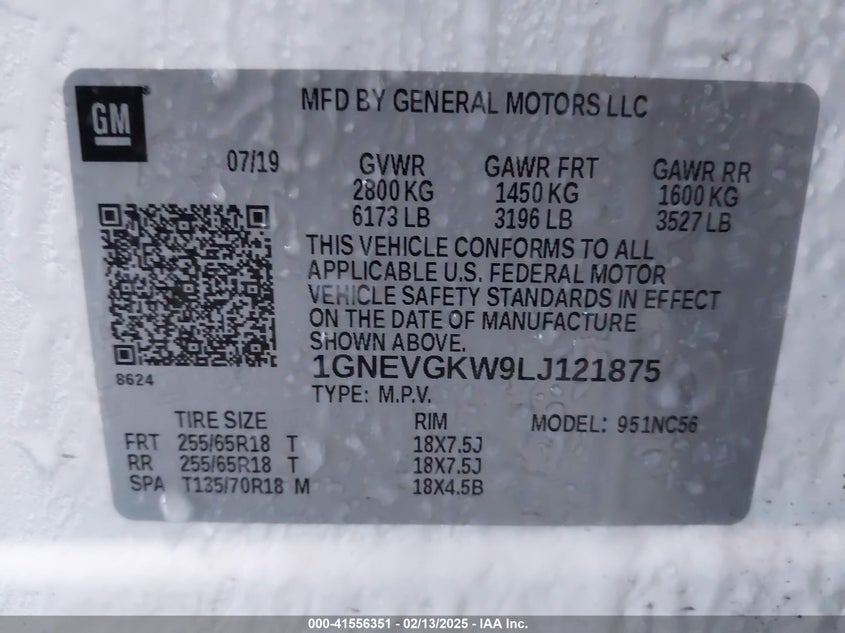 GM
MFD BY GENERAL MOTORS LLC
07/19 GVWR GAWR FRT GAWR RR
2800 KG 1450 KG 1600 KG
6173 LB 3196 LB 3527 LB
THIS VEHICLE CONFORMS TO ALL
APPLICABLE U.S. FEDERAL MOTOR
VEHICLE SAFETY STANDARDS IN EFFECT
ON THE DATE OF MANUFACTURE
SHOWN ABOVE.
1GNEVGKW9LJ121875
8624
TYPE: M.P.V.
TIRE SIZE RIM MODEL: 951NC56
FRT 255/65R18 T 18X7.5J
RR 255/65R18 T 18X7.5J
SPA T135/70R18 M 18X4.5B
000-41556351 - 02/13/2025 - IAA Inc.